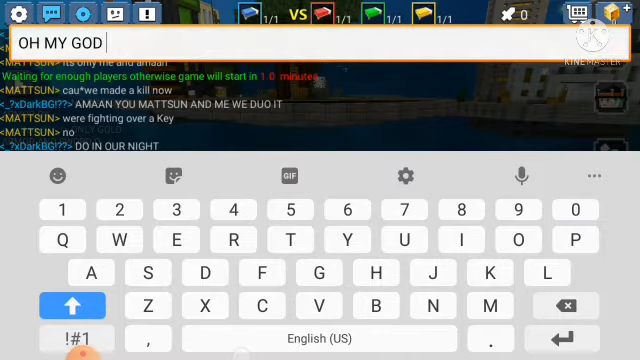 1/1 VS 1/1 1/1 1/1 0
OH MY GOD
KINEMASTER
<MATTSUN> its only me and amaan
Waiting for enough players otherwise game will start in 1.0 minutes
<MATTSUN> cau*we made a kill now
<_?xDarkBG!??> AMAAN YOU MATTSUN AND ME WE DUO IT
<MATTSUN> were fighting over a Key
<MATTSUN> no
ONLY GOLD
<_?xDarkBG!??> DO IN OUR NIGHT
GIF
1 2 3 4 5 6 7 8 9 0
Q W E R T Y U I O P
A S D F G H J K L
Z X C V B N M
!#1 , English (US) .